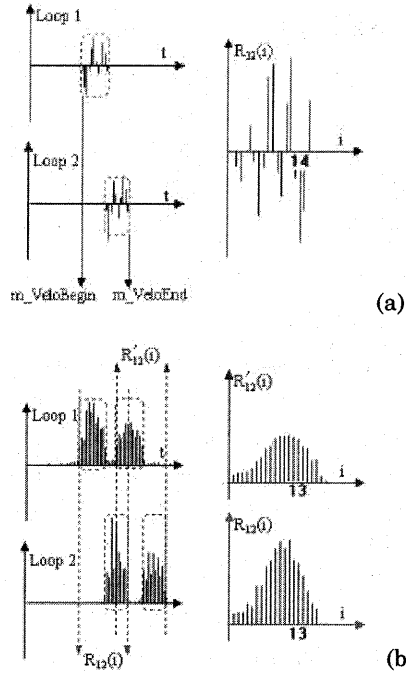 Loop 1
t
R₁₂(i)
i
14
Loop 2
t
m_VeloBegin
m_VeloEnd
(a)
R′₁₂(i)
Loop 1
t
R′₁₂(i)
i
13
Loop 2
R₁₂(i)
i
13
R₁₂(i)
(b